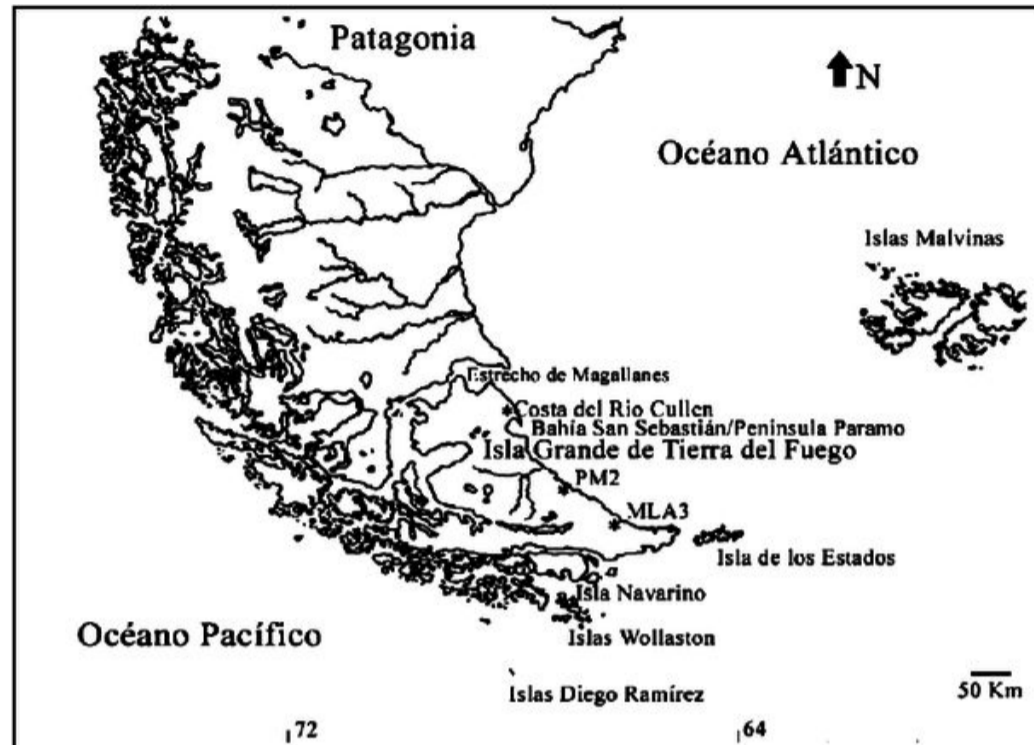 Patagonia
N
Océano Atlántico
Islas Malvinas
Estrecho de Magallanes
*Costa del Rio Cullen
Bahía San Sebastián/Peninsula Paramo
Isla Grande de Tierra del Fuego
PM2
*
MLA3
*
Isla de los Estados
Isla Navarino
Océano Pacífico
Islas Wollaston
Islas Diego Ramírez
50 Km
72
64